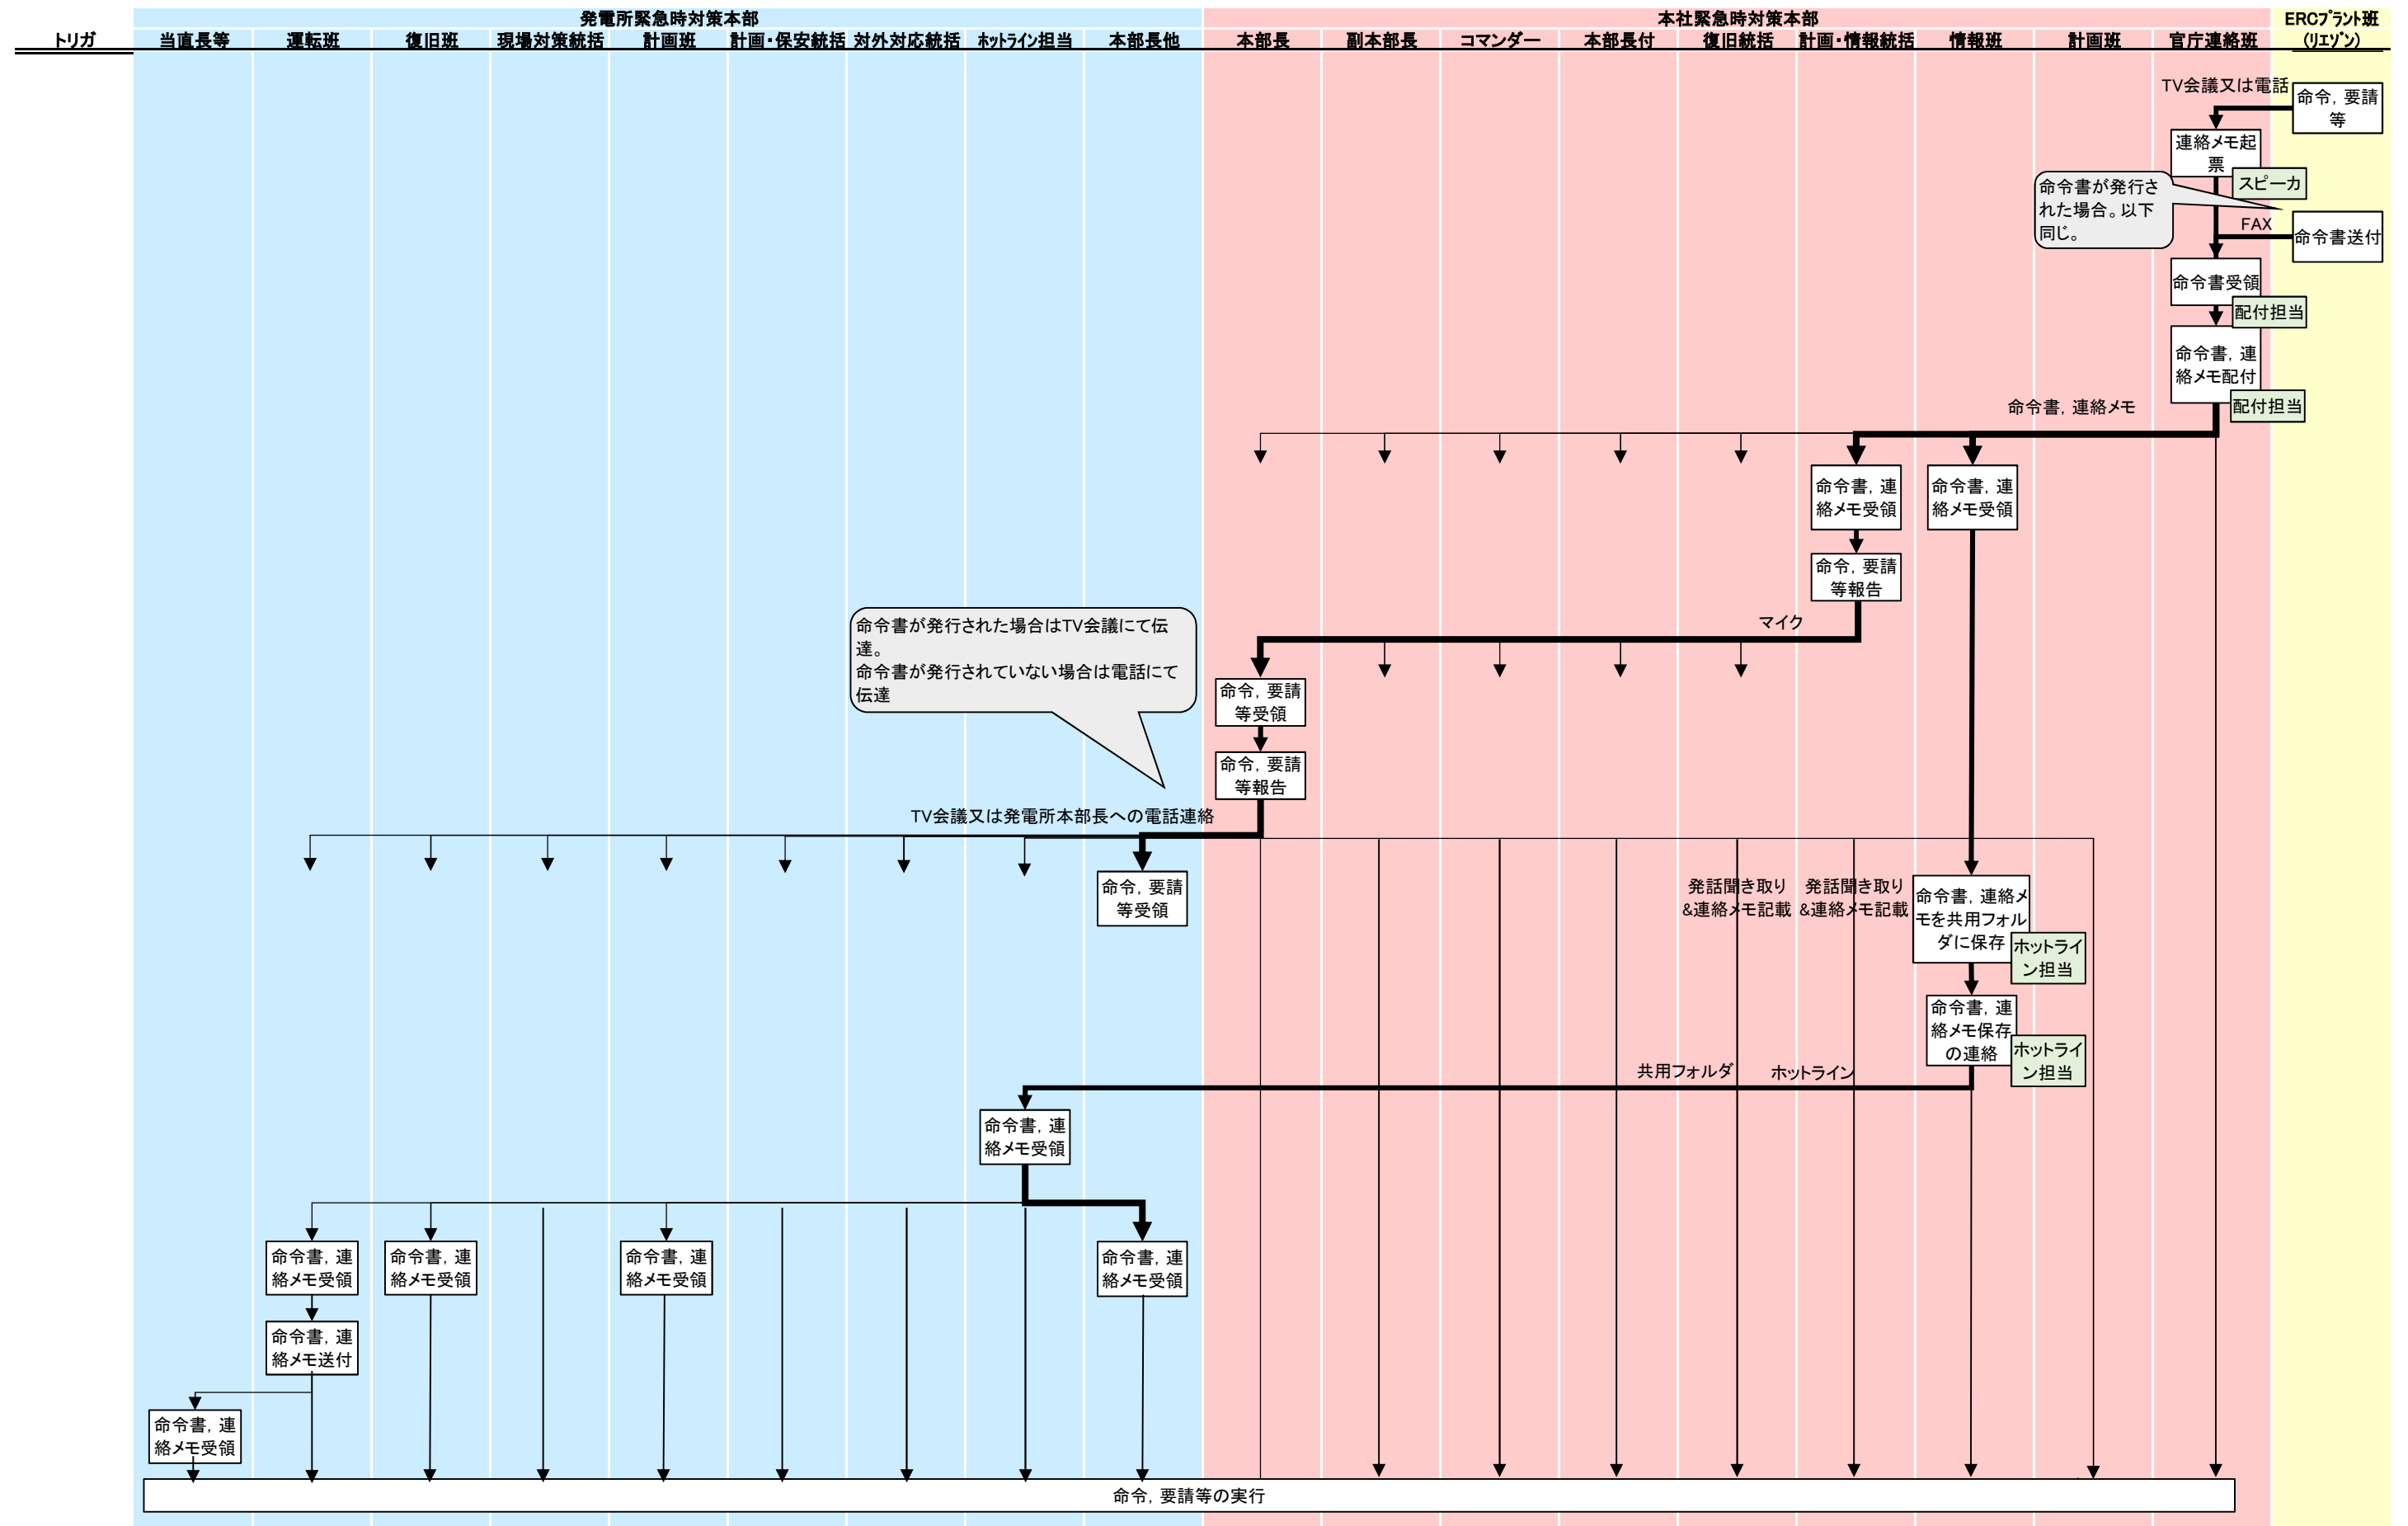 発電所緊急時対策本部
本社緊急時対策本部
ERCﾌﾟﾗﾝﾄ班
(ﾘｴｿﾞﾝ)
トリガ
当直長等
運転班
復旧班
現場対策統括
計画班
計画・保安統括
対外対応統括
ﾎｯﾄﾗｲﾝ担当
本部長他
本部長
副本部長
コマンダー
本部長付
復旧統括
計画・情報統括
情報班
計画班
官庁連絡班
TV会議又は電話
命令，要請
等
連絡メモ起
票
スピーカ
命令書が発行さ
れた場合。以下
同じ。
FAX
命令書送付
命令書受領
配付担当
命令書，連
絡メモ配付
配付担当
命令書，連絡メモ
命令書，連
絡メモ受領
命令書，連
絡メモ受領
命令，要請
等報告
マイク
命令書が発行された場合はTV会議にて伝
達。
命令書が発行されていない場合は電話にて
伝達
命令，要請
等受領
命令，要請
等報告
TV会議又は発電所本部長への電話連絡
命令，要請
等受領
発話聞き取り
&連絡メモ記載
発話聞き取り
&連絡メモ記載
命令書，連絡メ
モを共用フォル
ダに保存
ホットライ
ン担当
命令書，連
絡メモ保存
の連絡
ホットライ
ン担当
共用フォルダ
ホットライン
命令書，連
絡メモ受領
命令書，連
絡メモ受領
命令書，連
絡メモ受領
命令書，連
絡メモ受領
命令書，連
絡メモ受領
命令書，連
絡メモ送付
命令書，連
絡メモ受領
命令，要請等の実行